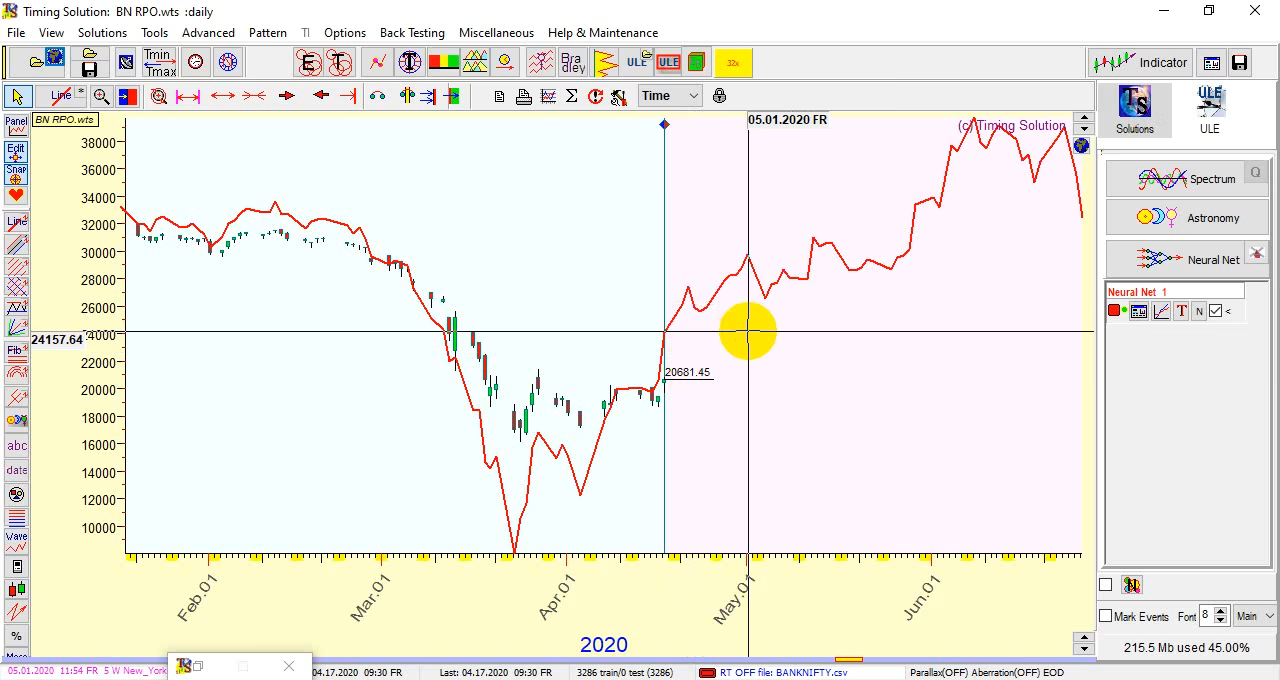 Timing Solution: BN RPO.wts :daily
File View Solutions Tools Advanced Pattern TI Options Back Testing Miscellaneous Help & Maintenance
Tmin Tmax
E
Bra dley
ULE
ULE
32x
Indicator
Line
Time
Solutions
ULE
Panel
BN RPO.wts
05.01.2020 FR
(c) Timing Solution
Edit
Snap
Line
Fib
abc
date
Wave
%
38000
36000
34000
32000
30000
28000
26000
24000
22000
20000
18000
16000
14000
12000
10000
24157.64
20681.45
Feb.01
Mar.01
Apr.01
May.01
Jun.01
2020
Spectrum
Q
Astronomy
Neural Net
Neural Net 1
T N <
Mark Events Font 8 Main
215.5 Mb used 45.00%
05.01.2020 11:54 FR 5 W New_York
04.17.2020 09:30 FR
Last: 04.17.2020 09:30 FR
3286 train/0 test (3286)
RT OFF file: BANKNIFTY.csv
Parallax(OFF) Aberration(OFF) EOD